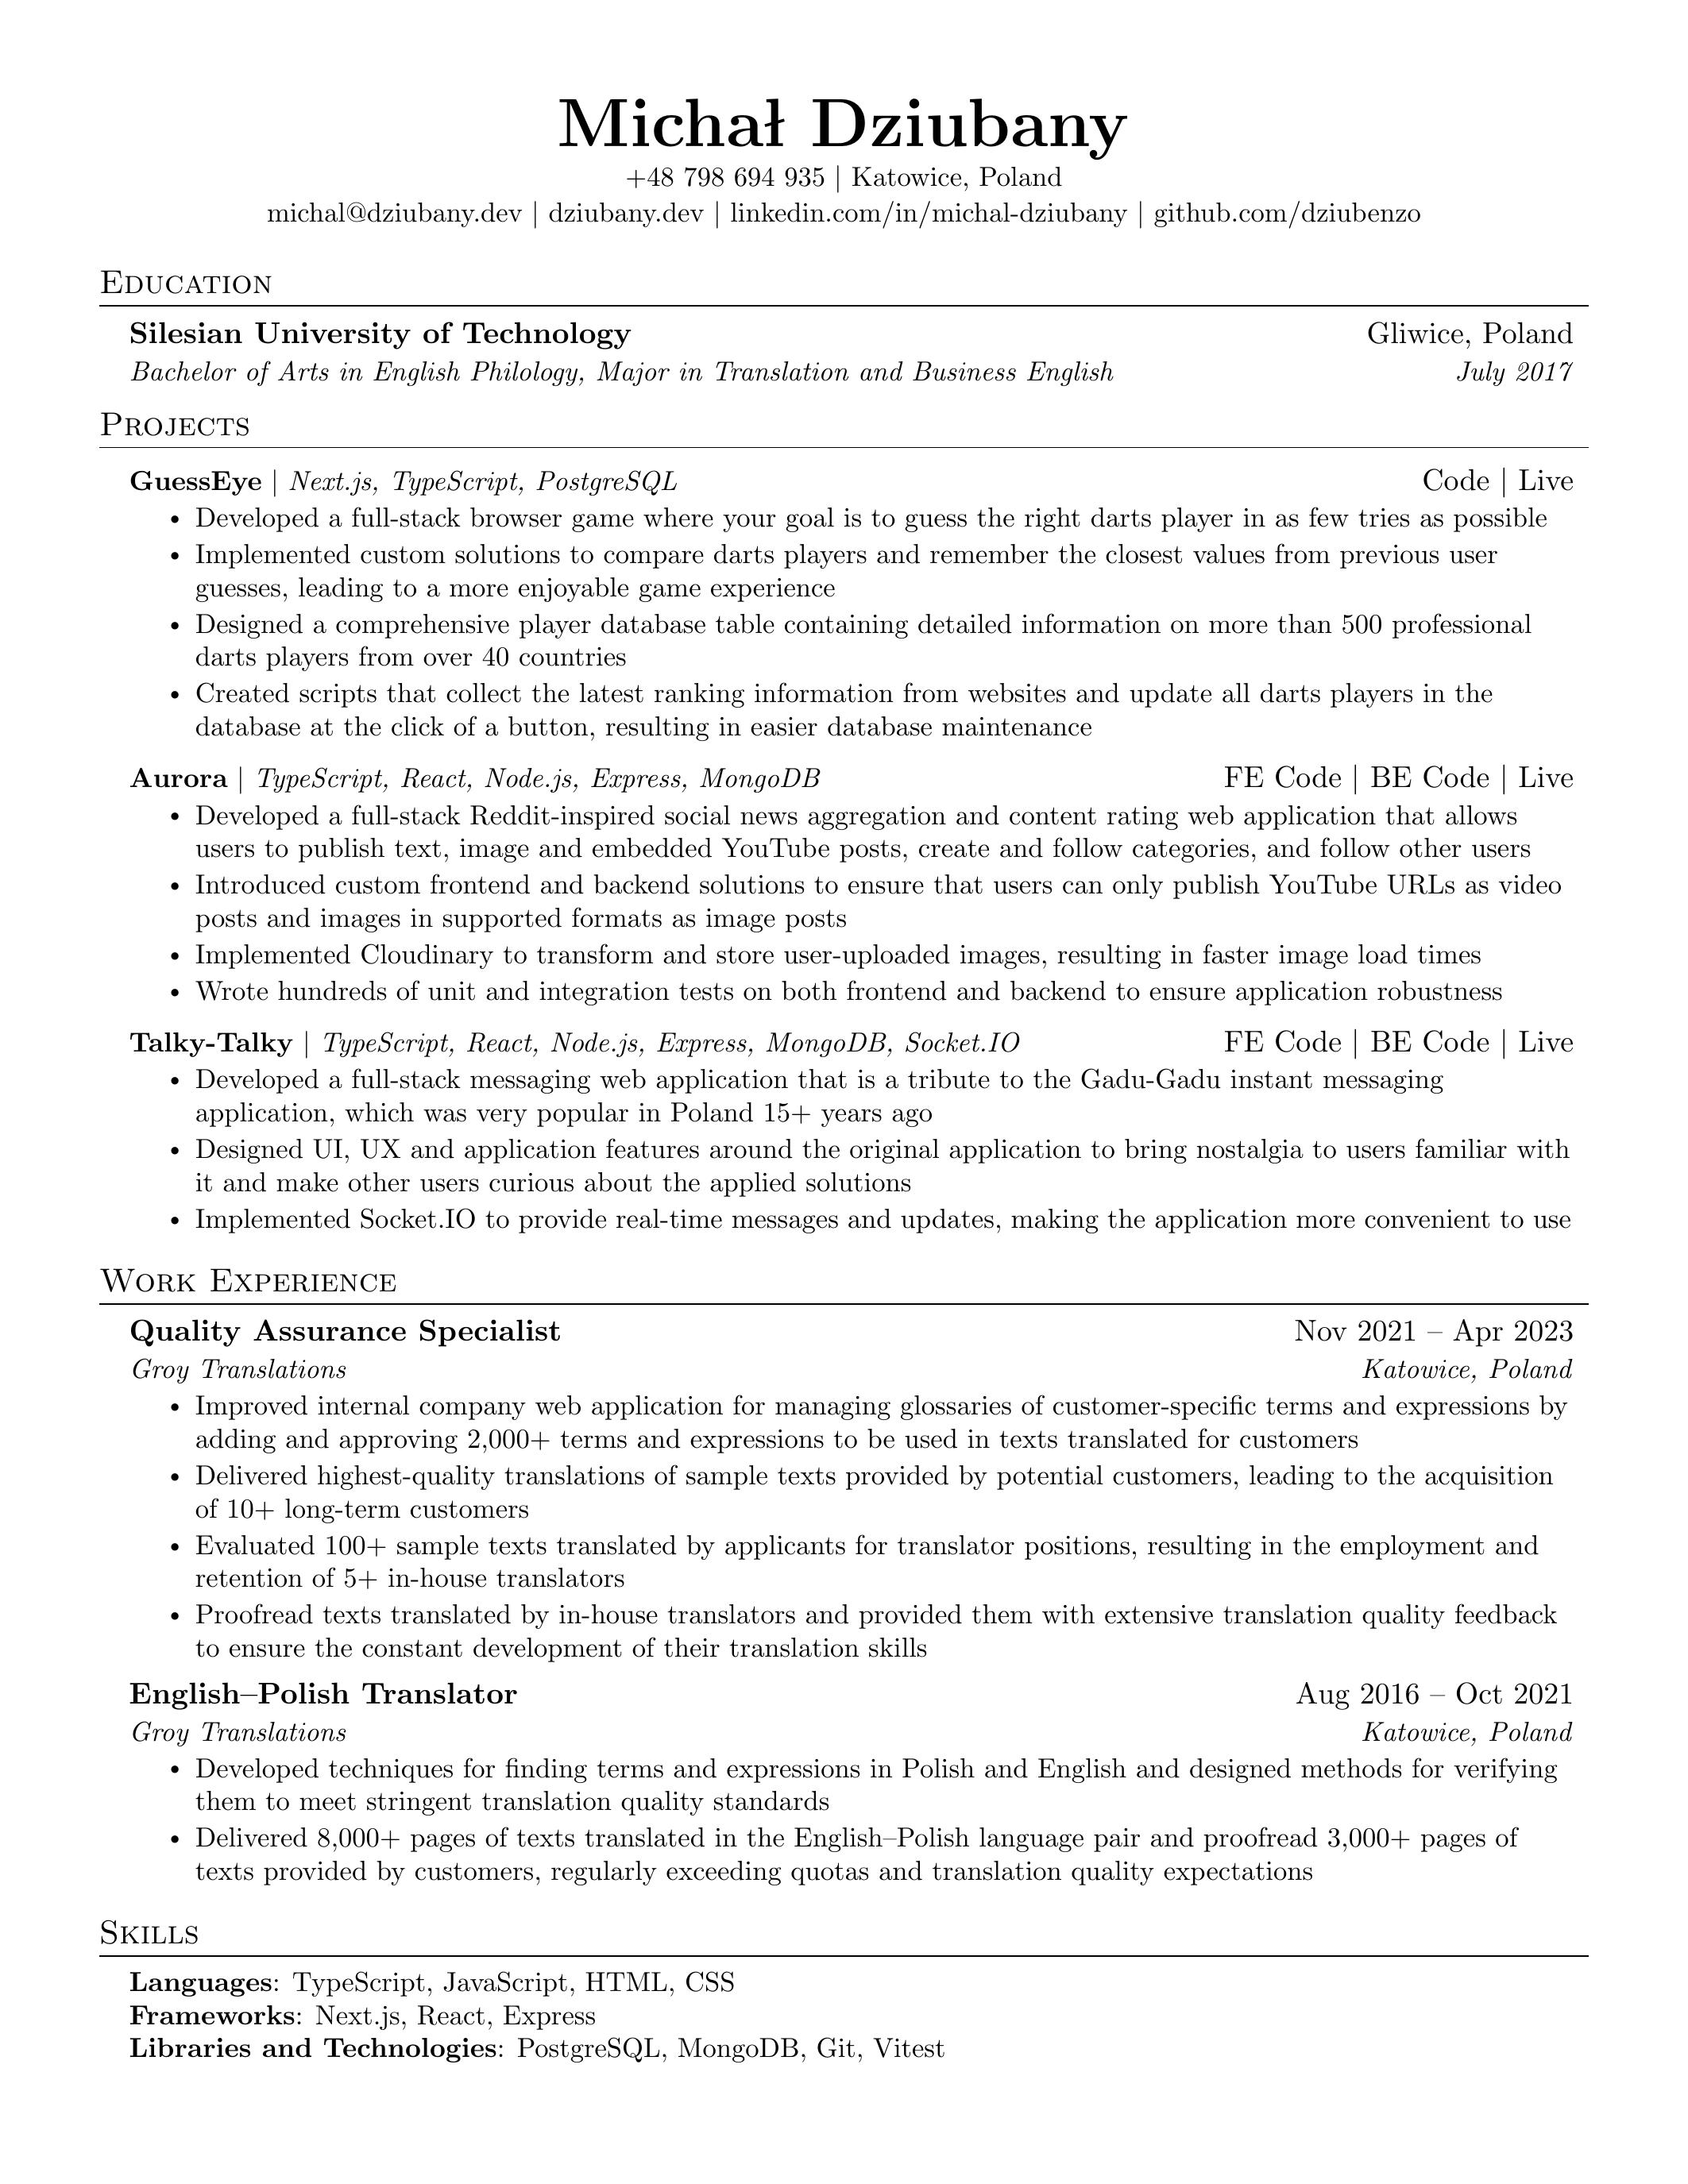 Michał Dziubany
+48 798 694 935 | Katowice, Poland
michal@dziubany.dev | dziubany.dev | linkedin.com/in/michal-dziubany | github.com/dziubenzo
Education
Silesian University of Technology Gliwice, Poland
Bachelor of Arts in English Philology, Major in Translation and Business English July 2017
Projects
GuessEye | Next.js, TypeScript, PostgreSQL Code | Live
• Developed a full-stack browser game where your goal is to guess the right darts player in as few tries as possible
• Implemented custom solutions to compare darts players and remember the closest values from previous user
guesses, leading to a more enjoyable game experience
• Designed a comprehensive player database table containing detailed information on more than 500 professional
darts players from over 40 countries
• Created scripts that collect the latest ranking information from websites and update all darts players in the
database at the click of a button, resulting in easier database maintenance
Aurora | TypeScript, React, Node.js, Express, MongoDB FE Code | BE Code | Live
• Developed a full-stack Reddit-inspired social news aggregation and content rating web application that allows
users to publish text, image and embedded YouTube posts, create and follow categories, and follow other users
• Introduced custom frontend and backend solutions to ensure that users can only publish YouTube URLs as video
posts and images in supported formats as image posts
• Implemented Cloudinary to transform and store user-uploaded images, resulting in faster image load times
• Wrote hundreds of unit and integration tests on both frontend and backend to ensure application robustness
Talky-Talky | TypeScript, React, Node.js, Express, MongoDB, Socket.IO FE Code | BE Code | Live
• Developed a full-stack messaging web application that is a tribute to the Gadu-Gadu instant messaging
application, which was very popular in Poland 15+ years ago
• Designed UI, UX and application features around the original application to bring nostalgia to users familiar with
it and make other users curious about the applied solutions
• Implemented Socket.IO to provide real-time messages and updates, making the application more convenient to use
Work Experience
Quality Assurance Specialist Nov 2021 – Apr 2023
Groy Translations Katowice, Poland
• Improved internal company web application for managing glossaries of customer-specific terms and expressions by
adding and approving 2,000+ terms and expressions to be used in texts translated for customers
• Delivered highest-quality translations of sample texts provided by potential customers, leading to the acquisition
of 10+ long-term customers
• Evaluated 100+ sample texts translated by applicants for translator positions, resulting in the employment and
retention of 5+ in-house translators
• Proofread texts translated by in-house translators and provided them with extensive translation quality feedback
to ensure the constant development of their translation skills
English–Polish Translator Aug 2016 – Oct 2021
Groy Translations Katowice, Poland
• Developed techniques for finding terms and expressions in Polish and English and designed methods for verifying
them to meet stringent translation quality standards
• Delivered 8,000+ pages of texts translated in the English–Polish language pair and proofread 3,000+ pages of
texts provided by customers, regularly exceeding quotas and translation quality expectations
Skills
Languages: TypeScript, JavaScript, HTML, CSS
Frameworks: Next.js, React, Express
Libraries and Technologies: PostgreSQL, MongoDB, Git, Vitest